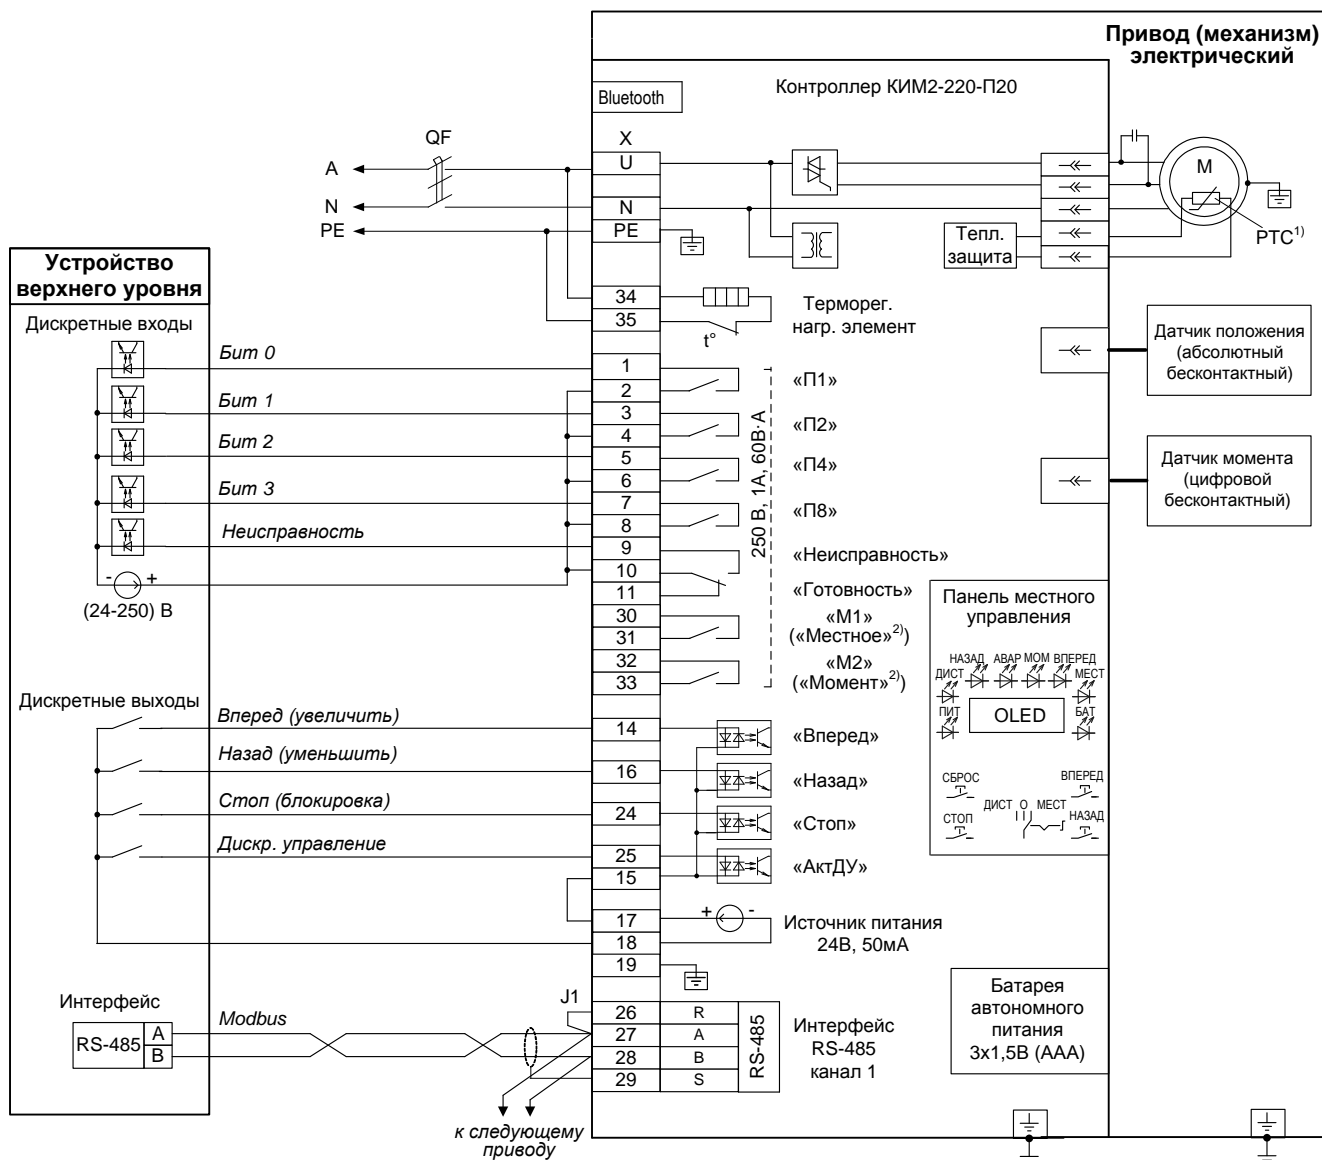 Привод (механизм)
электрический
Контроллер КИМ2-220-П20
Bluetooth
X
QF
A
U
N
N
PE
PE
M
PTC¹⁾
Тепл.
защита
34
35
t°
Терморег.
нагр. элемент
Устройство
верхнего уровня
Дискретные входы
Бит 0
Бит 1
Бит 2
Бит 3
Неисправность
- +
(24-250) В
1
2
3
4
5
6
7
8
9
10
11
30
31
32
33
«П1»
«П2»
«П4»
«П8»
250 В, 1А, 60В·А
«Неисправность»
«Готовность»
«М1»
(«Местное»²⁾)
«М2»
(«Момент»²⁾)
Датчик положения
(абсолютный
бесконтактный)
Датчик момента
(цифровой
бесконтактный)
Панель местного
управления
НАЗАД АВАР МОМ ВПЕРЕД
ДИСТ МЕСТ
ПИТ OLED БАТ
СБРОС ВПЕРЕД
ДИСТ О МЕСТ
СТОП НАЗАД
Дискретные выходы
Вперед (увеличить)
Назад (уменьшить)
Стоп (блокировка)
Дискр. управление
14
16
24
25
15
17
18
19
«Вперед»
«Назад»
«Стоп»
«АктДУ»
+ -
Источник питания
24В, 50мА
Интерфейс
RS-485
A
B
Modbus
J1
26 R
27 A
28 B
29 S
RS-485
Интерфейс
RS-485
канал 1
Батарея
автономного
питания
3х1,5В (ААА)
к следующему
приводу